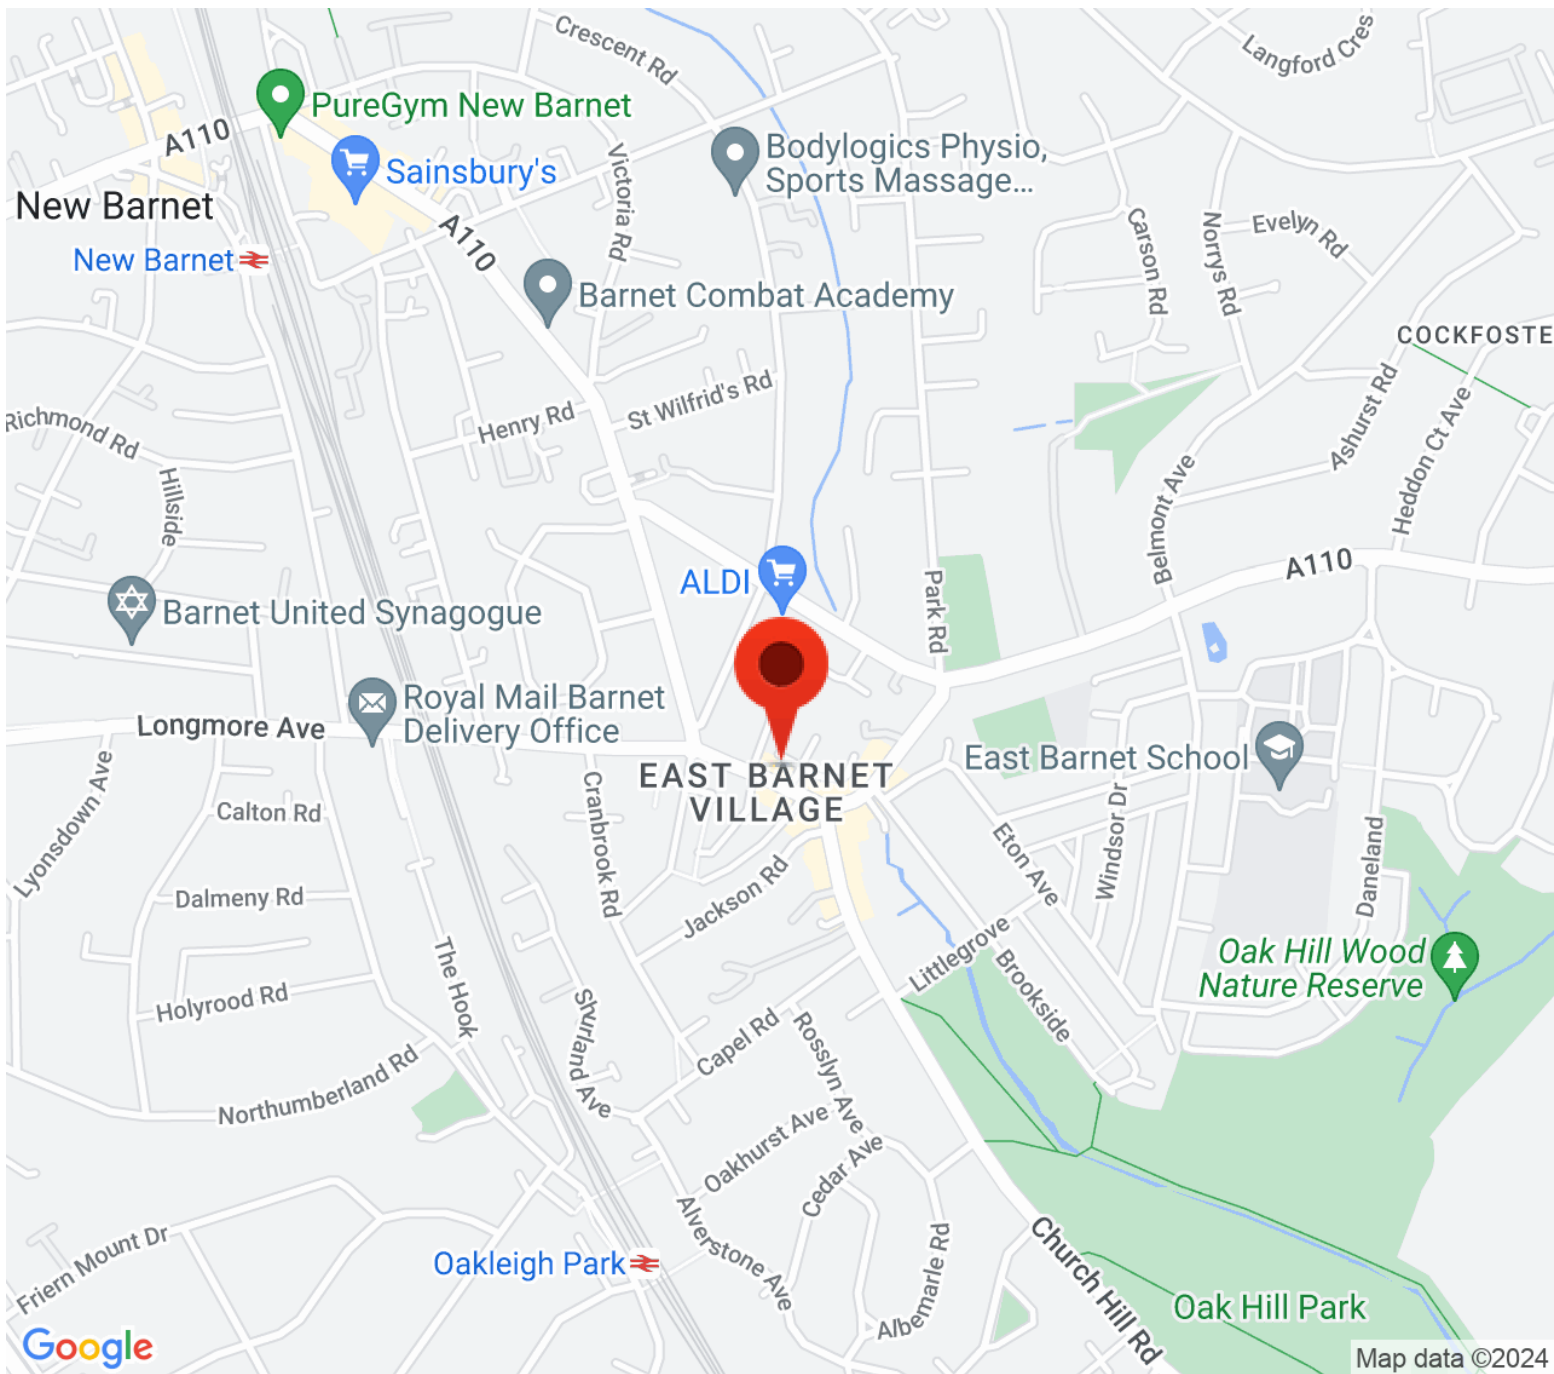 Crescent Rd
Langford Cres
PureGym New Barnet
A110
Sainsbury's
Victoria Rd
Bodylogics Physio,
Sports Massage...
New Barnet
A110
New Barnet
Carson Rd
Norrys Rd
Evelyn Rd
Barnet Combat Academy
COCKFOSTE
St Wilfrid's Rd
Henry Rd
Richmond Rd
Hillside
Ashurst Rd
Heddon Ct Ave
Belmont Ave
A110
ALDI
Park Rd
Barnet United Synagogue
Royal Mail Barnet
Delivery Office
Longmore Ave
EAST BARNET
VILLAGE
East Barnet School
Lyonsdown Ave
Calton Rd
Cranbrook Rd
Eton Ave
Windsor Dr
Daneland
Dalmeny Rd
Jackson Rd
The Hook
Littlegrove
Brookside
Oak Hill Wood
Nature Reserve
Holyrood Rd
Shurland Ave
Capel Rd
Rosslyn Ave
Northumberland Rd
Oakhurst Ave
Cedar Ave
Alverstone Ave
Friern Mount Dr
Oakleigh Park
Albemarle Rd
Church Hill Rd
Oak Hill Park
Google
Map data ©2024